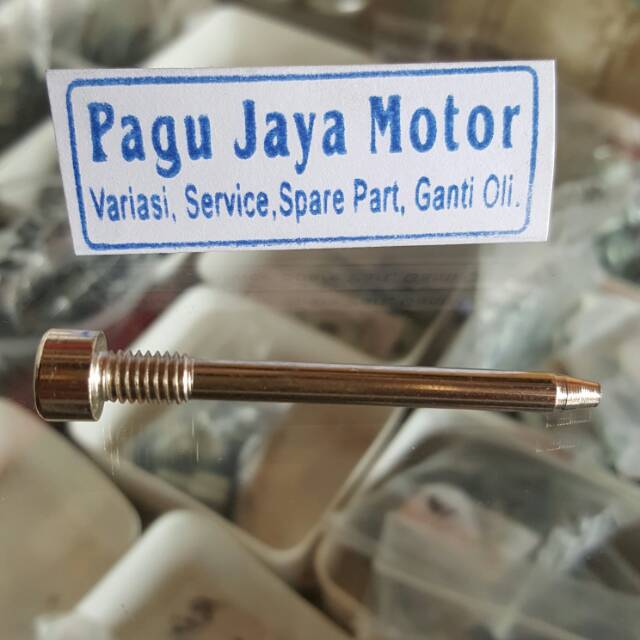 Pagu Jaya Motor
Variasi, Service,Spare Part, Ganti Oli.